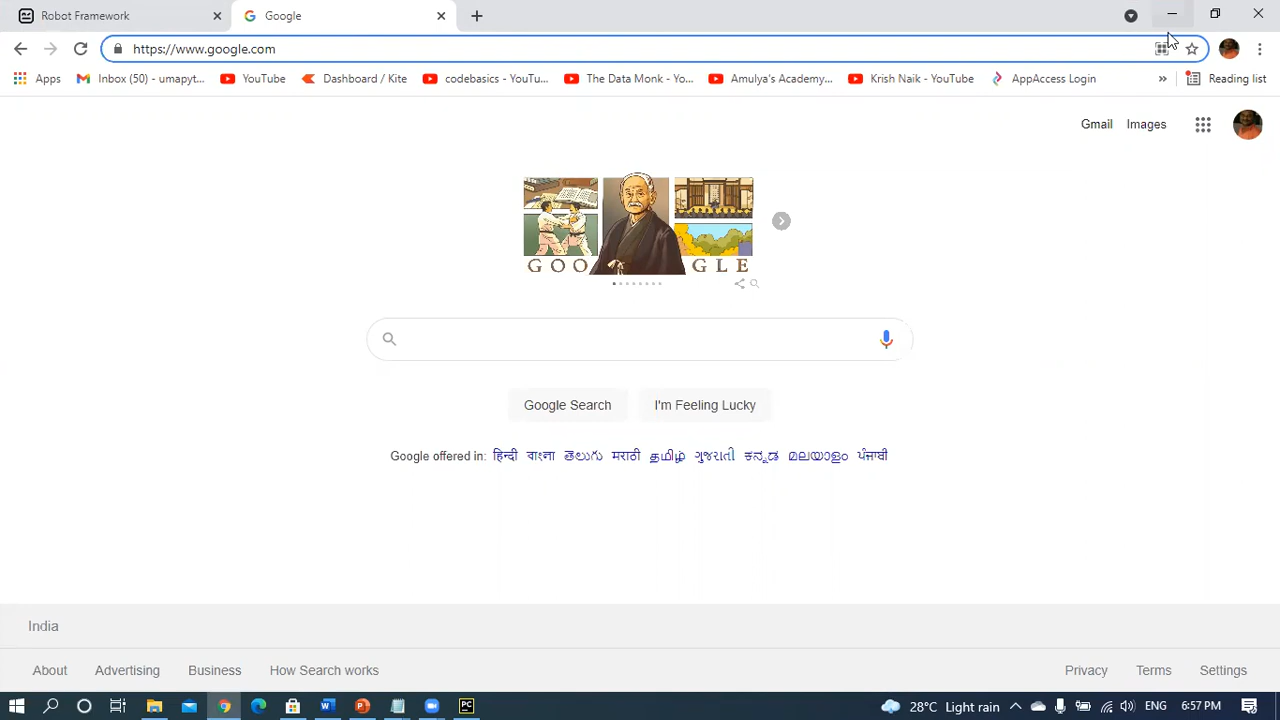 Robot Framework
Google
https://www.google.com
Apps
Inbox (50) - umapyt...
YouTube
Dashboard / Kite
codebasics - YouTu...
The Data Monk - Yo...
Amulya's Academy...
Krish Naik - YouTube
AppAccess Login
»
Reading list
Gmail
Images
GOOGLE
Google Search
I'm Feeling Lucky
Google offered in: हिन्दी বাংলা తెలుగు मराठी தமிழ் ગુજરાતી ಕನ್ನಡ മലയാളം ਪੰਜਾਬੀ
India
About
Advertising
Business
How Search works
Privacy
Terms
Settings
W
P
PC
28°C Light rain
ENG
6:57 PM